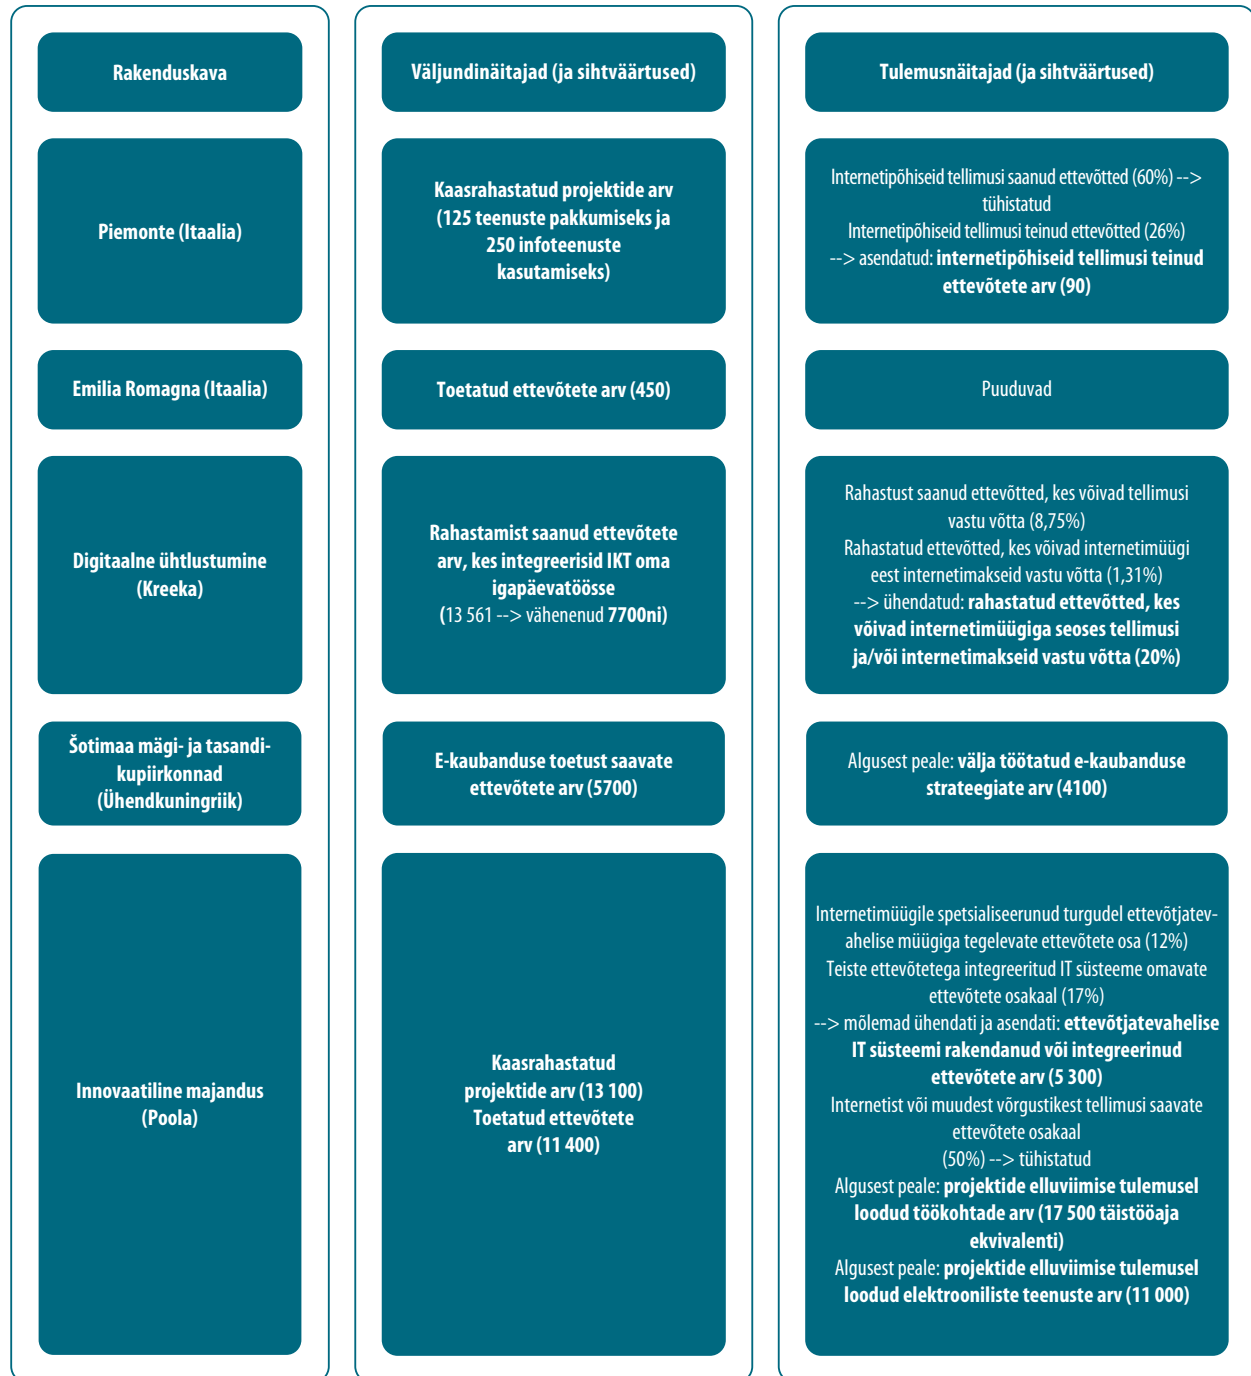 Rakenduskava
Väljundinäitajad (ja sihtväärtused)
Tulemusnäitajad (ja sihtväärtused)
Piemonte (Itaalia)
Kaasrahastatud projektide arv
(125 teenuste pakkumiseks ja
250 infoteenuste
kasutamiseks)
Internetipõhiseid tellimusi saanud ettevõtted (60%) -->
tühistatud
Internetipõhiseid tellimusi teinud ettevõtted (26%)
--> asendatud: internetipõhiseid tellimusi teinud
ettevõtete arv (90)
Emilia Romagna (Itaalia)
Toetatud ettevõtete arv (450)
Puuduvad
Digitaalne ühtlustumine
(Kreeka)
Rahastamist saanud ettevõtete
arv, kes integreerisid IKT oma
igapäevatöösse
(13 561 --> vähenenud 7700ni)
Rahastust saanud ettevõtted, kes võivad tellimusi
vastu võtta (8,75%)
Rahastatud ettevõtted, kes võivad internetimüügi
eest internetimakseid vastu võtta (1,31%)
--> ühendatud: rahastatud ettevõtted, kes
võivad internetimüügiga seoses tellimusi
ja/või internetimakseid vastu võtta (20%)
Šotimaa mägi- ja tasandi-
kupiirkonnad
(Ühendkuningriik)
E-kaubanduse toetust saavate
ettevõtete arv (5700)
Algusest peale: välja töötatud e-kaubanduse
strateegiate arv (4100)
Innovaatiline majandus
(Poola)
Kaasrahastatud
projektide arv (13 100)
Toetatud ettevõtete
arv (11 400)
Internetimüügile spetsialiseerunud turgudel ettevõtjatev-
ahelise müügiga tegelevate ettevõtete osa (12%)
Teiste ettevõtetega integreeritud IT süsteeme omavate
ettevõtete osakaal (17%)
--> mõlemad ühendati ja asendati: ettevõtjatevahelise
IT süsteemi rakendanud või integreerinud
ettevõtete arv (5 300)
Internetist või muudest võrgustikest tellimusi saavate
ettevõtete osakaal
(50%) --> tühistatud
Algusest peale: projektide elluviimise tulemusel
loodud töökohtade arv (17 500 täistööaja
ekvivalenti)
Algusest peale: projektide elluviimise tulemusel
loodud elektrooniliste teenuste arv (11 000)